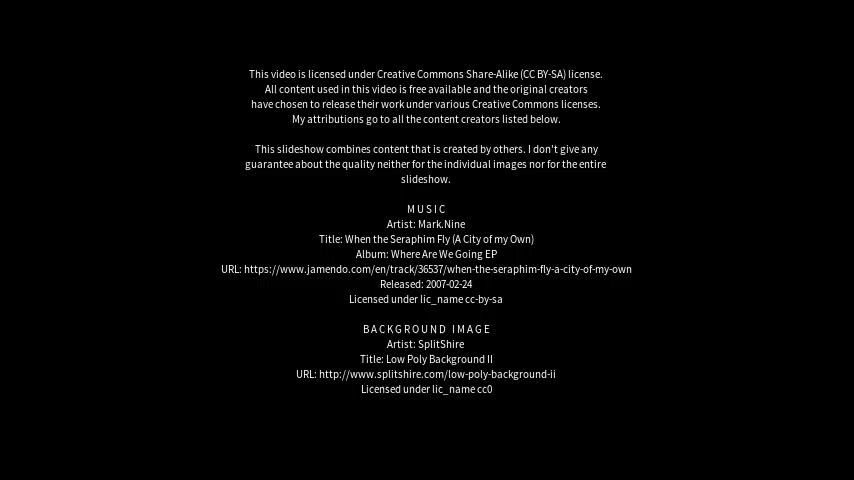 This video is licensed under Creative Commons Share-Alike (CC BY-SA) license.
All content used in this video is free available and the original creators
have chosen to release their work under various Creative Commons licenses.
My attributions go to all the content creators listed below.
This slideshow combines content that is created by others. I don't give any
guarantee about the quality neither for the individual images nor for the entire
slideshow.
M U S I C
Artist: Mark.Nine
Title: When the Seraphim Fly (A City of my Own)
Album: Where Are We Going EP
URL: https://www.jamendo.com/en/track/36537/when-the-seraphim-fly-a-city-of-my-own
Released: 2007-02-24
Licensed under lic_name cc-by-sa
B A C K G R O U N D   I M A G E
Artist: SplitShire
Title: Low Poly Background II
URL: http://www.splitshire.com/low-poly-background-ii
Licensed under lic_name cc0